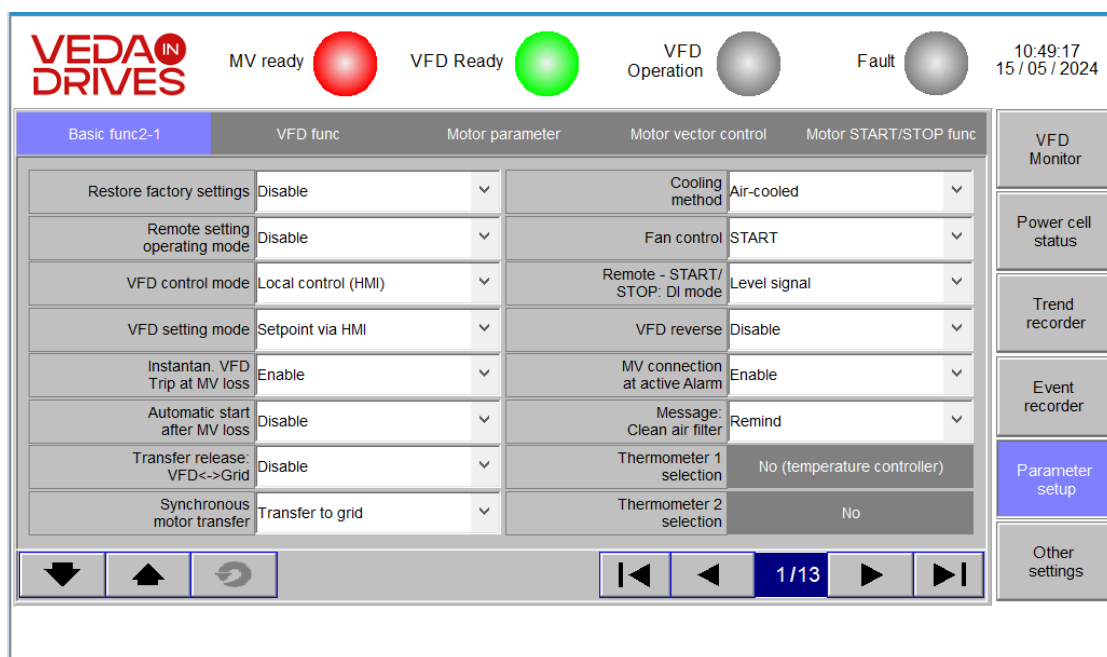 VEDA IN
DRIVES
MV ready
VFD Ready
VFD
Operation
Fault
10:49:17
15 / 05 / 2024
Basic func2-1
VFD func
Motor parameter
Motor vector control
Motor START/STOP func
Restore factory settings
Disable
Cooling
method
Air-cooled
Remote setting
operating mode
Disable
Fan control
START
VFD control mode
Local control (HMI)
Remote - START/
STOP: DI mode
Level signal
VFD setting mode
Setpoint via HMI
VFD reverse
Disable
Instantan. VFD
Trip at MV loss
Enable
MV connection
at active Alarm
Enable
Automatic start
after MV loss
Disable
Message:
Clean air filter
Remind
Transfer release:
VFD<->Grid
Disable
Thermometer 1
selection
No (temperature controller)
Synchronous
motor transfer
Transfer to grid
Thermometer 2
selection
No
1/13
VFD
Monitor
Power cell
status
Trend
recorder
Event
recorder
Parameter
setup
Other
settings